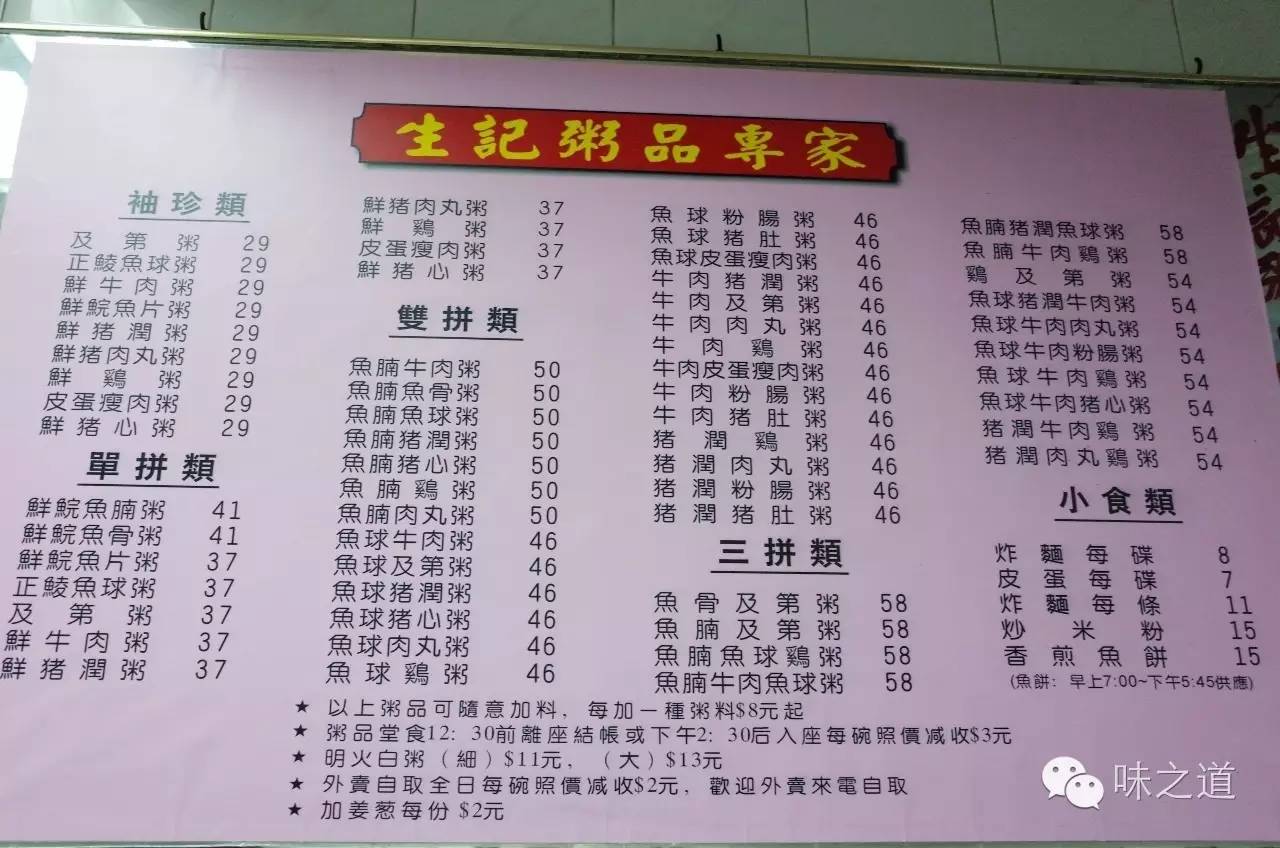 生記粥品專家
袖珍類
及第粥 29
正鯪魚球粥 29
鮮牛肉粥 29
鮮鯇魚片粥 29
鮮猪潤粥 29
鮮猪肉丸粥 29
鮮鷄粥 29
皮蛋瘦肉粥 29
鮮猪心粥 29
單拼類
鮮鯇魚腩粥 41
鮮鯇魚骨粥 41
鮮鯇魚片粥 37
正鯪魚球粥 37
及第粥 37
鮮牛肉粥 37
鮮猪潤粥 37
鮮猪肉丸粥 37
鮮鷄粥 37
皮蛋瘦肉粥 37
鮮猪心粥 37
雙拼類
魚腩牛肉粥 50
魚腩魚骨粥 50
魚腩魚球粥 50
魚腩猪潤粥 50
魚腩猪心粥 50
魚腩鷄粥 50
魚腩肉丸粥 50
魚球牛肉粥 46
魚球及第粥 46
魚球猪潤粥 46
魚球猪心粥 46
魚球肉丸粥 46
魚球鷄粥 46
魚球粉腸粥 46
魚球猪肚粥 46
魚球皮蛋瘦肉粥 46
牛肉猪潤粥 46
牛肉及第粥 46
牛肉肉丸粥 46
牛肉鷄粥 46
牛肉皮蛋瘦肉粥 46
牛肉粉腸粥 46
牛肉猪肚粥 46
猪潤鷄粥 46
猪潤肉丸粥 46
猪潤粉腸粥 46
猪潤猪肚粥 46
三拼類
魚骨及第粥 58
魚腩及第粥 58
魚腩魚球鷄粥 58
魚腩牛肉魚球粥 58
魚腩猪潤魚球粥 58
魚腩牛肉鷄粥 58
鷄及第粥 54
魚球猪潤牛肉粥 54
魚球牛肉肉丸粥 54
魚球牛肉粉腸粥 54
魚球牛肉鷄粥 54
魚球牛肉猪心粥 54
猪潤牛肉鷄粥 54
猪潤肉丸鷄粥 54
小食類
炸麵每碟 8
皮蛋每碟 7
炸麵每條 11
炒米粉 15
香煎魚餅 15
(魚餅：早上7:00~下午5:45供應)
★ 以上粥品可隨意加料，每加一種粥料$8元起
★ 粥品堂食12：30前離座結帳或下午2：30后入座每碗照價减收$3元
★ 明火白粥（細）$11元，（大）$13元
★ 外賣自取全日每碗照價减收$2元，歡迎外賣來電自取
★ 加姜葱每份 $2元
生記粥
味之道